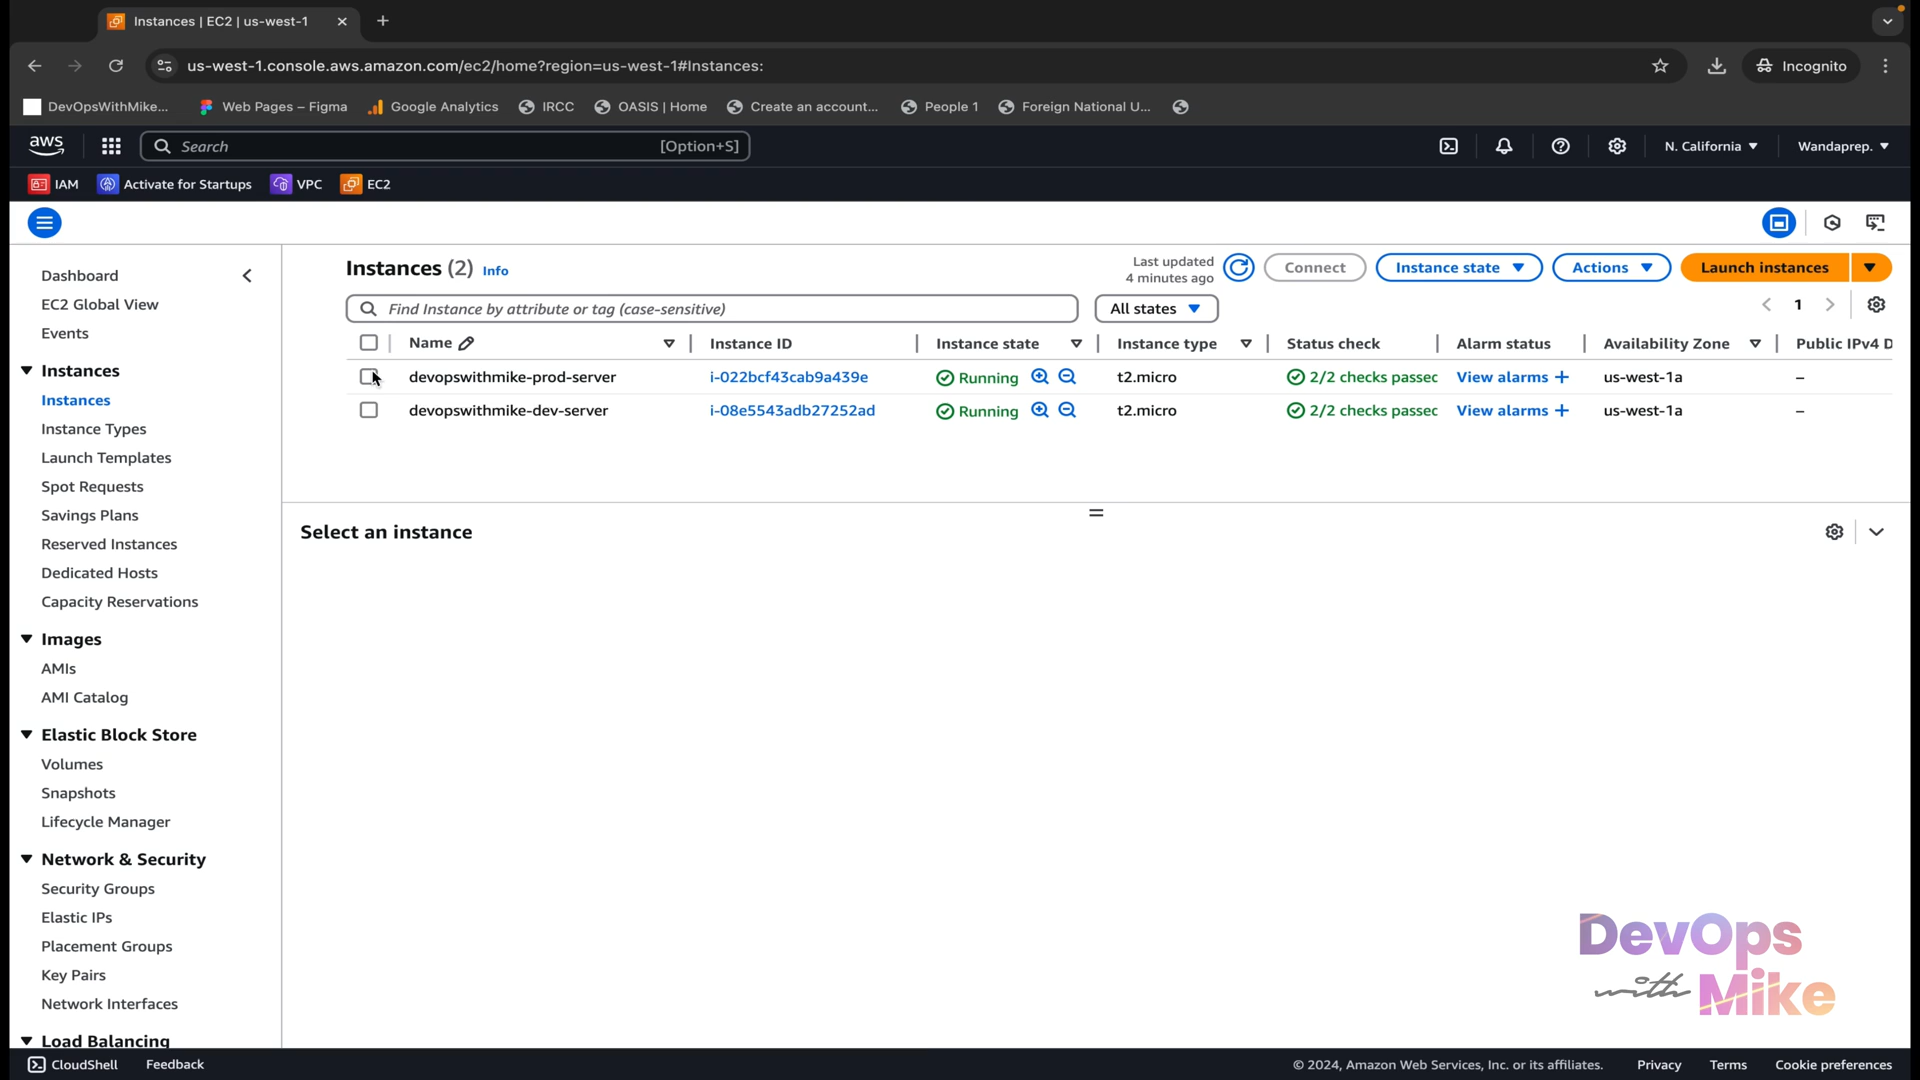 Instances | EC2 | us-west-1
us-west-1.console.aws.amazon.com/ec2/home?region=us-west-1#Instances:
Incognito
DevOpsWithMike... Web Pages – Figma Google Analytics IRCC OASIS | Home Create an account... People 1 Foreign National U...
aws Search [Option+S] N. California Wandaprep.
IAM Activate for Startups VPC EC2
Dashboard
EC2 Global View
Events
Instances
Instances
Instance Types
Launch Templates
Spot Requests
Savings Plans
Reserved Instances
Dedicated Hosts
Capacity Reservations
Images
AMIs
AMI Catalog
Elastic Block Store
Volumes
Snapshots
Lifecycle Manager
Network & Security
Security Groups
Elastic IPs
Placement Groups
Key Pairs
Network Interfaces
Load Balancing
Instances (2) Info
Last updated
4 minutes ago
Connect Instance state Actions Launch instances
Find Instance by attribute or tag (case-sensitive) All states 1
Name Instance ID Instance state Instance type Status check Alarm status Availability Zone Public IPv4 D
devopswithmike-prod-server i-022bcf43cab9a439e Running t2.micro 2/2 checks passec View alarms + us-west-1a –
devopswithmike-dev-server i-08e5543adb27252ad Running t2.micro 2/2 checks passec View alarms + us-west-1a –
Select an instance
DevOps
with Mike
CloudShell Feedback © 2024, Amazon Web Services, Inc. or its affiliates. Privacy Terms Cookie preferences